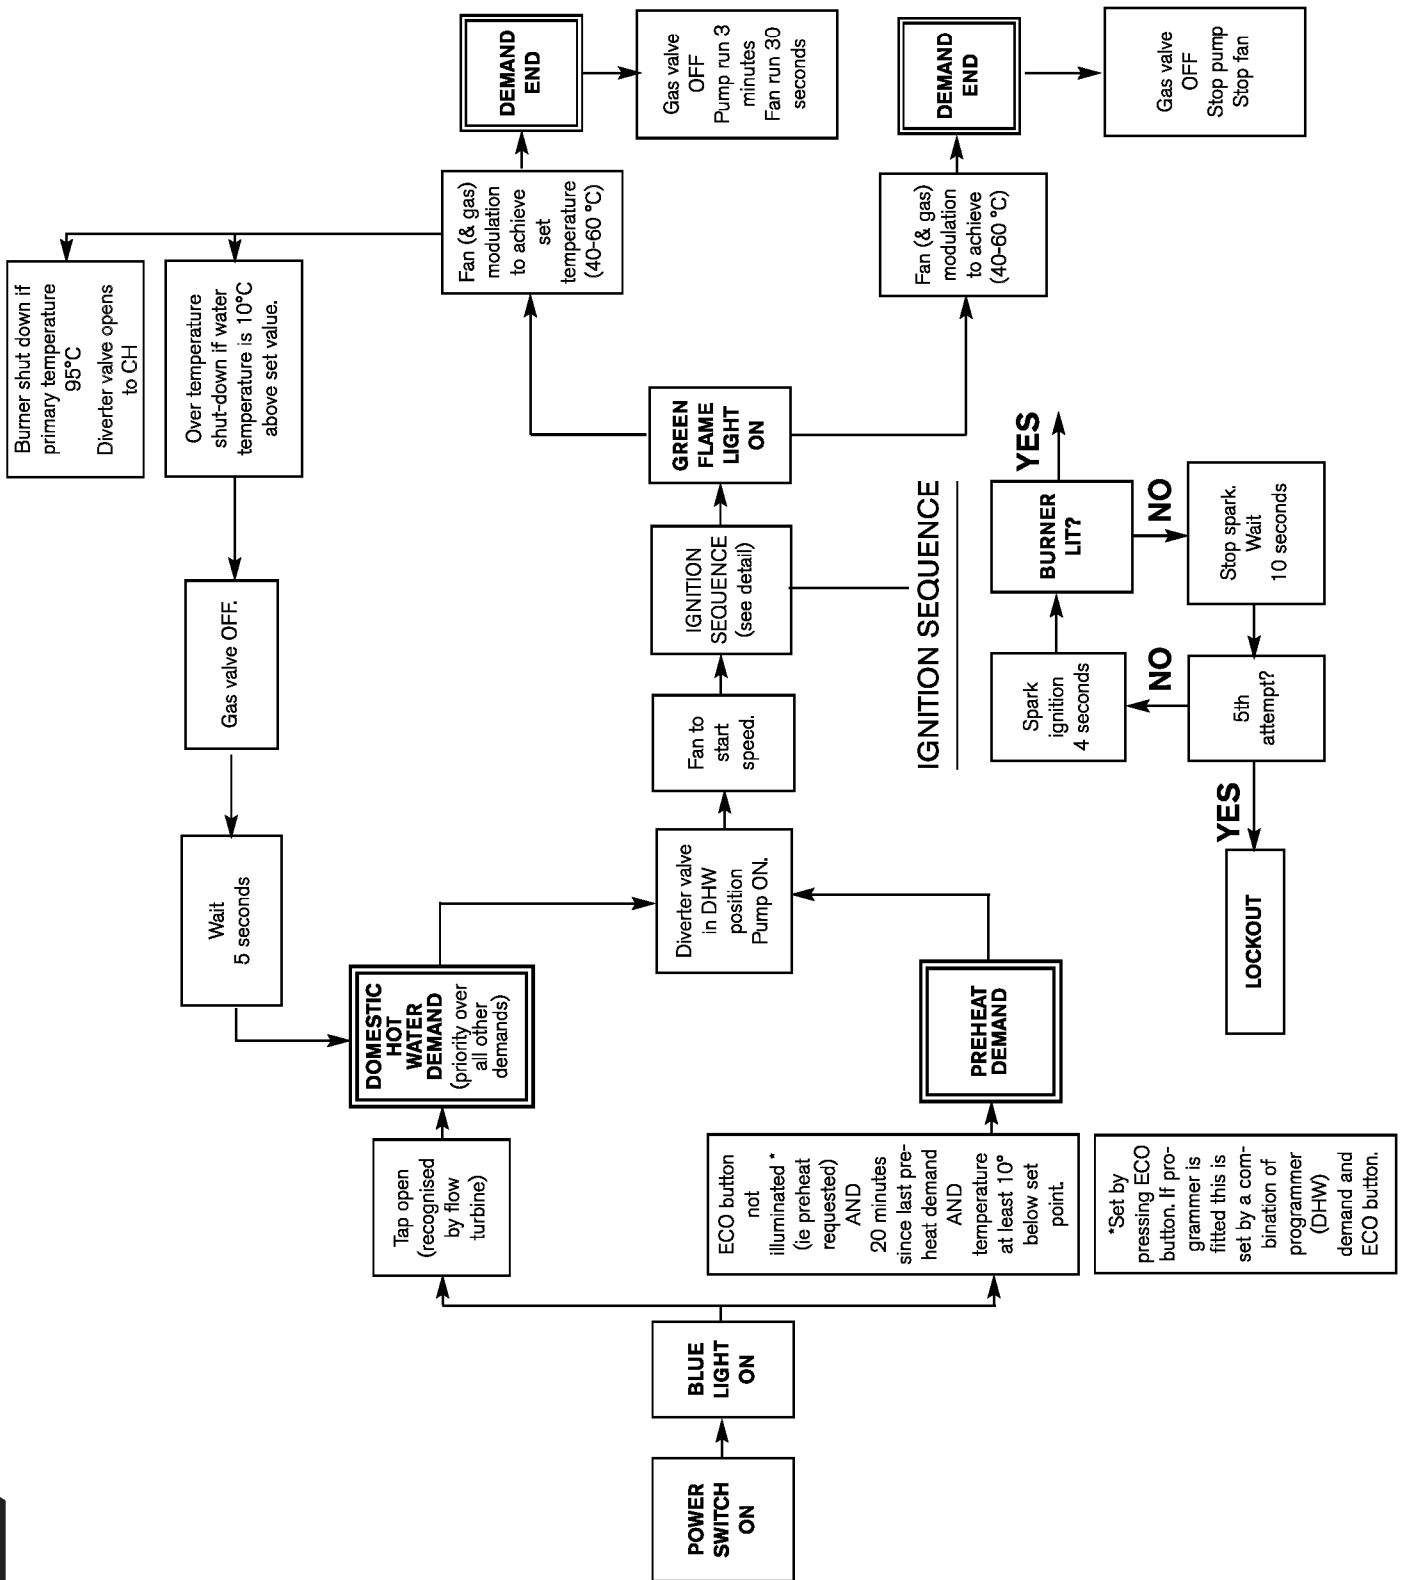 POWER
SWITCH
ON
BLUE
LIGHT
ON
Tap open
(recognised
by flow
turbine)
DOMESTIC
HOT
WATER
DEMAND
(priority over
all other
demands)
Wait
5 seconds
Gas valve OFF.
Over temperature
shut-down if water
temperature is 10°C
above set value.
Burner shut down if
primary temperature
95°C
Diverter valve opens
to CH
ECO button
not
illuminated *
(ie preheat
requested)
AND
20 minutes
since last pre-
heat demand
AND
temperature
at least 10°
below set
point.
*Set by
pressing ECO
button. If pro-
grammer is
fitted this is
set by a com-
bination of
programmer
(DHW)
demand and
ECO button.
PREHEAT
DEMAND
Diverter valve
in DHW
position
Pump ON.
Fan to
start
speed.
IGNITION
SEQUENCE
(see detail)
GREEN
FLAME
LIGHT
ON
Fan (& gas)
modulation
to achieve
set
temperature
(40-60 °C)
DEMAND
END
Gas valve
OFF
Pump run 3
minutes
Fan run 30
seconds
Fan (& gas)
modulation
to achieve
(40-60 °C)
DEMAND
END
Gas valve
OFF
Stop pump
Stop fan
IGNITION SEQUENCE
Spark
ignition
4 seconds
BURNER
LIT?
YES
NO
Stop spark.
Wait
10 seconds
5th
attempt?
NO
YES
LOCKOUT